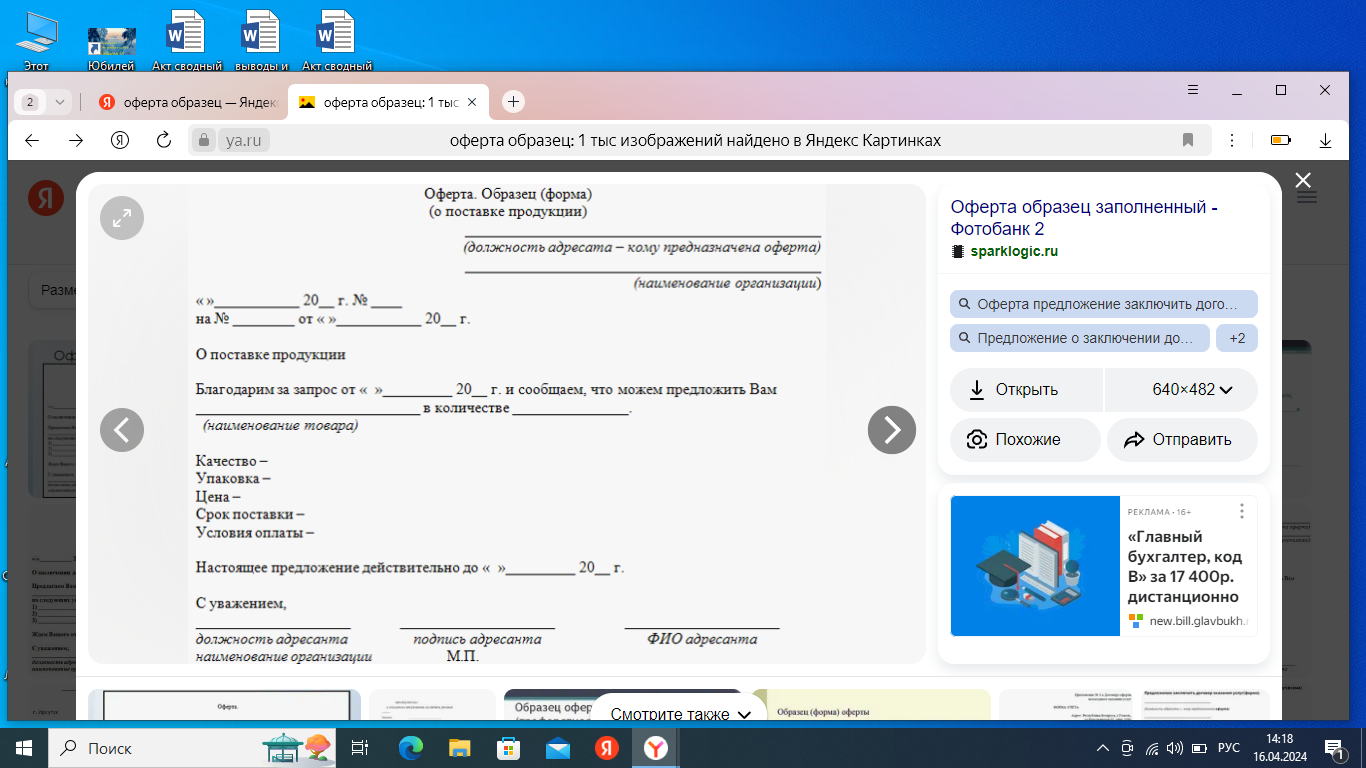 Этот
Юбилей
Акт сводный
выводы и
Акт сводный
2
оферта образец — Яндекс
оферта образец: 1 тыс
ya.ru
оферта образец: 1 тыс изображений найдено в Яндекс Картинках
Оферта. Образец (форма)
(о поставке продукции)
(должность адресата – кому предназначена оферта)
(наименование организации)
« »___________ 20__ г. № ____
на № ________ от « »___________ 20__ г.
О поставке продукции
Благодарим за запрос от « »_________ 20__ г. и сообщаем, что можем предложить Вам
_____________________________ в количестве _______________.
(наименование товара)
Качество –
Упаковка –
Цена –
Срок поставки –
Условия оплаты –
Настоящее предложение действительно до « »_________ 20__ г.
С уважением,
должность адресанта подпись адресанта ФИО адресанта
наименование организации М.П.
Оферта образец заполненный -
Фотобанк 2
sparklogic.ru
Оферта предложение заключить дого...
Предложение о заключении до...
+2
Открыть
640×482
Похожие
Отправить
РЕКЛАМА • 16+
«Главный
бухгалтер, код
В» за 17 400р.
дистанционно
new.bill.glavbukh.r
Разме
Оферта.
Образец оферты
Смотрите также
Образец (форма) оферты
Поиск
РУС
14:18
16.04.2024
1